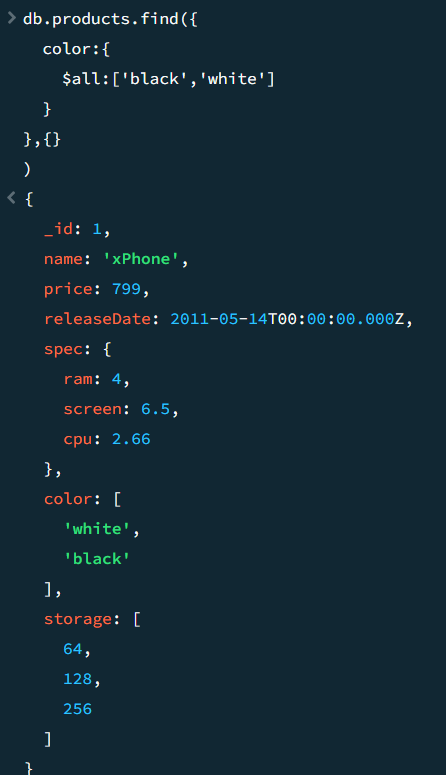 > db.products.find({
color:{
$all:['black','white']
}
},{}
)
< {
_id: 1,
name: 'xPhone',
price: 799,
releaseDate: 2011-05-14T00:00:00.000Z,
spec: {
ram: 4,
screen: 6.5,
cpu: 2.66
},
color: [
'white',
'black'
],
storage: [
64,
128,
256
]
}